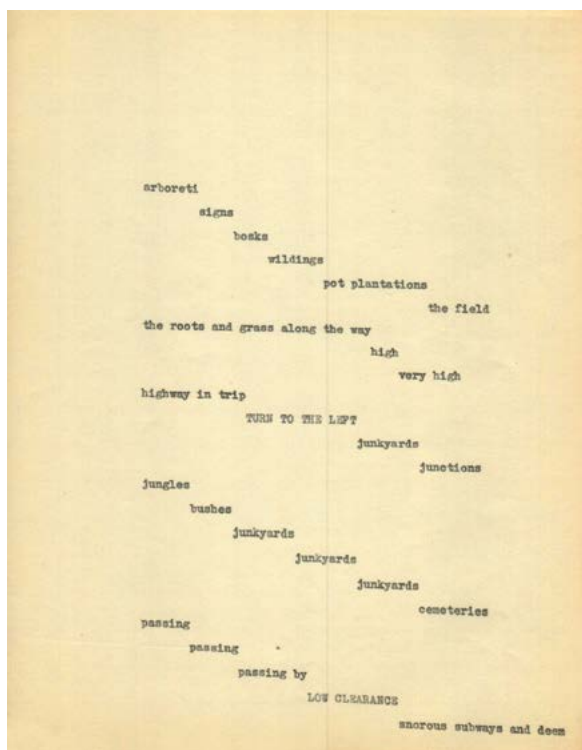 arboreti
signs
bosks
wildings
pot plantations
the field
the roots and grass along the way
high
very high
highway in trip
TURN TO THE LEFT
junkyards
junctions
jungles
bushes
junkyards
junkyards
junkyards
cemeteries
passing
passing
passing by
LOW CLEARANCE
snorous subways and deem